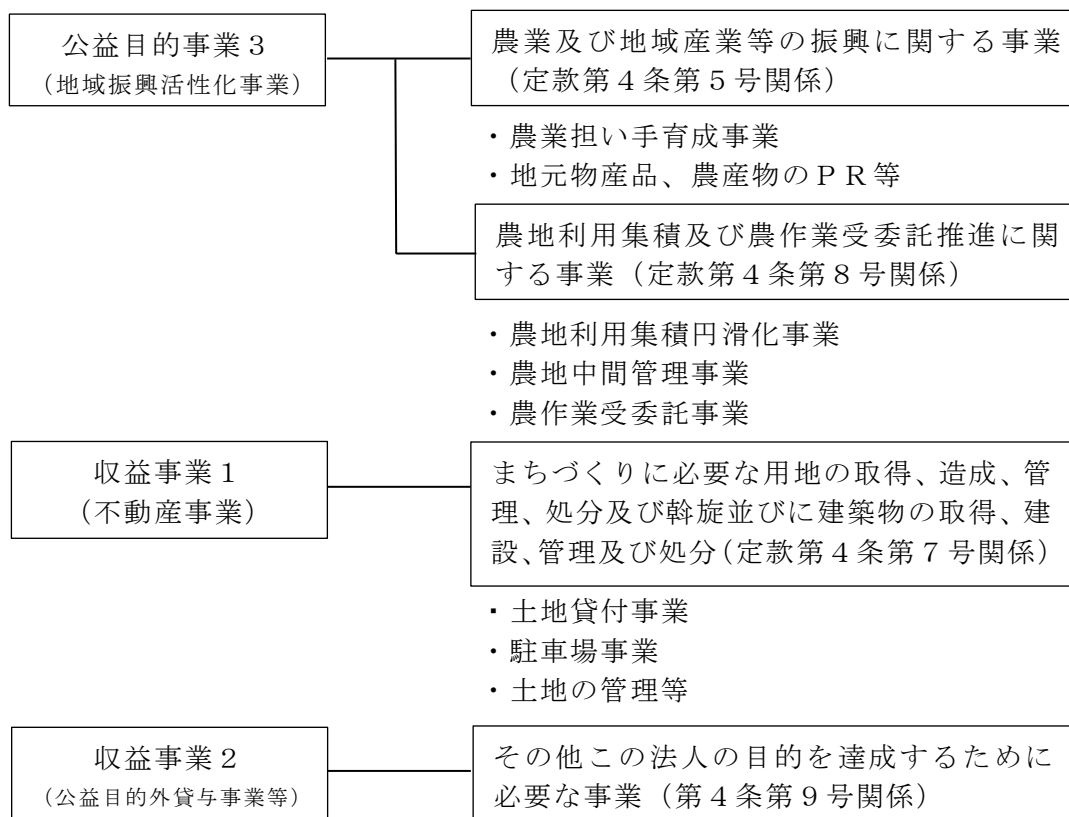 公益目的事業３
（地域振興活性化事業）
農業及び地域産業等の振興に関する事業
（定款第４条第５号関係）
・農業担い手育成事業
・地元物産品、農産物のＰＲ等
農地利用集積及び農作業受委託推進に関
する事業（定款第４条第８号関係）
・農地利用集積円滑化事業
・農地中間管理事業
・農作業受委託事業
収益事業１
（不動産事業）
まちづくりに必要な用地の取得、造成、管
理、処分及び斡旋並びに建築物の取得、建
設、管理及び処分（定款第４条第７号関係）
・土地貸付事業
・駐車場事業
・土地の管理等
収益事業２
（公益目的外貸与事業等）
その他この法人の目的を達成するために
必要な事業（第４条第９号関係）